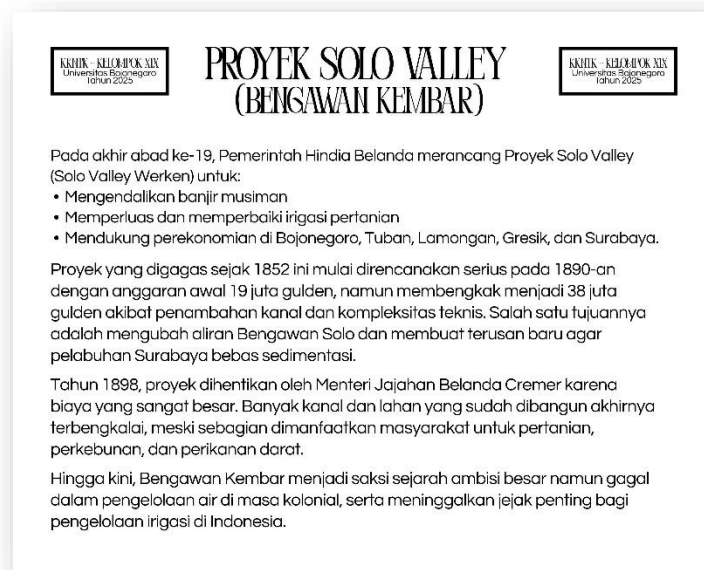 KKNTK - KELOMPOK XIX
Universitas Bojonegoro
Tahun 2025
PROYEK SOLO VALLEY
(BENGAWAN KEMBAR)
KKNTK - KELOMPOK XIX
Universitas Bojonegoro
Tahun 2025
Pada akhir abad ke-19, Pemerintah Hindia Belanda merancang Proyek Solo Valley
(Solo Valley Werken) untuk:
• Mengendalikan banjir musiman
• Memperluas dan memperbaiki irigasi pertanian
• Mendukung perekonomian di Bojonegoro, Tuban, Lamongan, Gresik, dan Surabaya.
Proyek yang digagas sejak 1852 ini mulai direncanakan serius pada 1890-an
dengan anggaran awal 19 juta gulden, namun membengkak menjadi 38 juta
gulden akibat penambahan kanal dan kompleksitas teknis. Salah satu tujuannya
adalah mengubah aliran Bengawan Solo dan membuat terusan baru agar
pelabuhan Surabaya bebas sedimentasi.
Tahun 1898, proyek dihentikan oleh Menteri Jajahan Belanda Cremer karena
biaya yang sangat besar. Banyak kanal dan lahan yang sudah dibangun akhirnya
terbengkalai, meski sebagian dimanfaatkan masyarakat untuk pertanian,
perkebunan, dan perikanan darat.
Hingga kini, Bengawan Kembar menjadi saksi sejarah ambisi besar namun gagal
dalam pengelolaan air di masa kolonial, serta meninggalkan jejak penting bagi
pengelolaan irigasi di Indonesia.